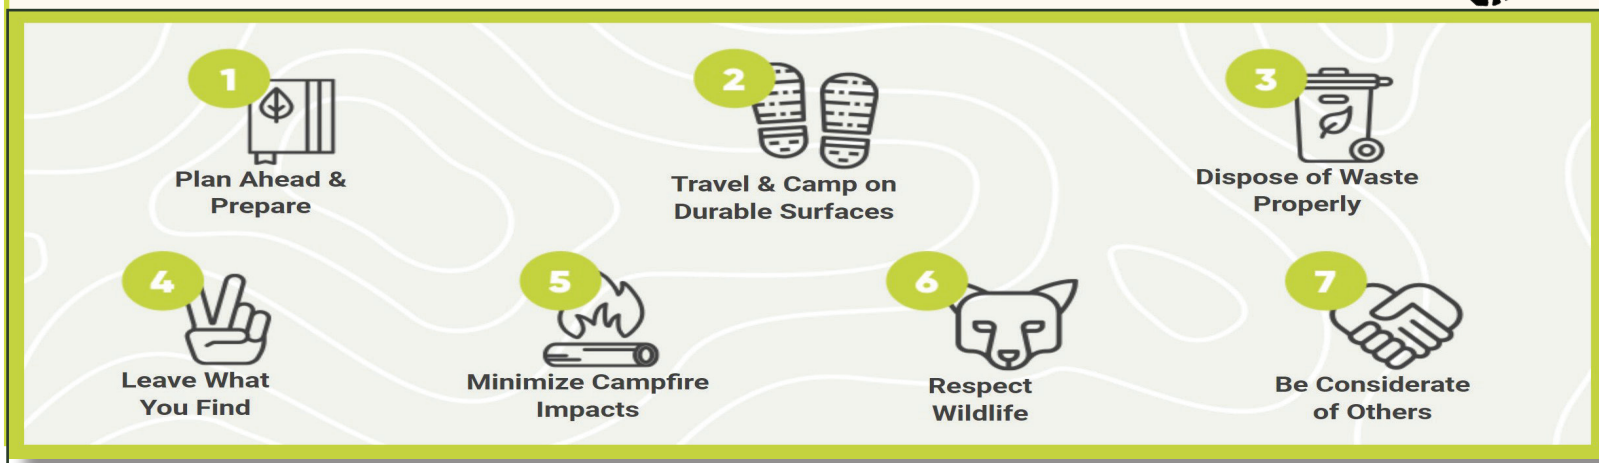 1
Plan Ahead &
Prepare
2
Travel & Camp on
Durable Surfaces
3
Dispose of Waste
Properly
4
Leave What
You Find
5
Minimize Campfire
Impacts
6
Respect
Wildlife
7
Be Considerate
of Others